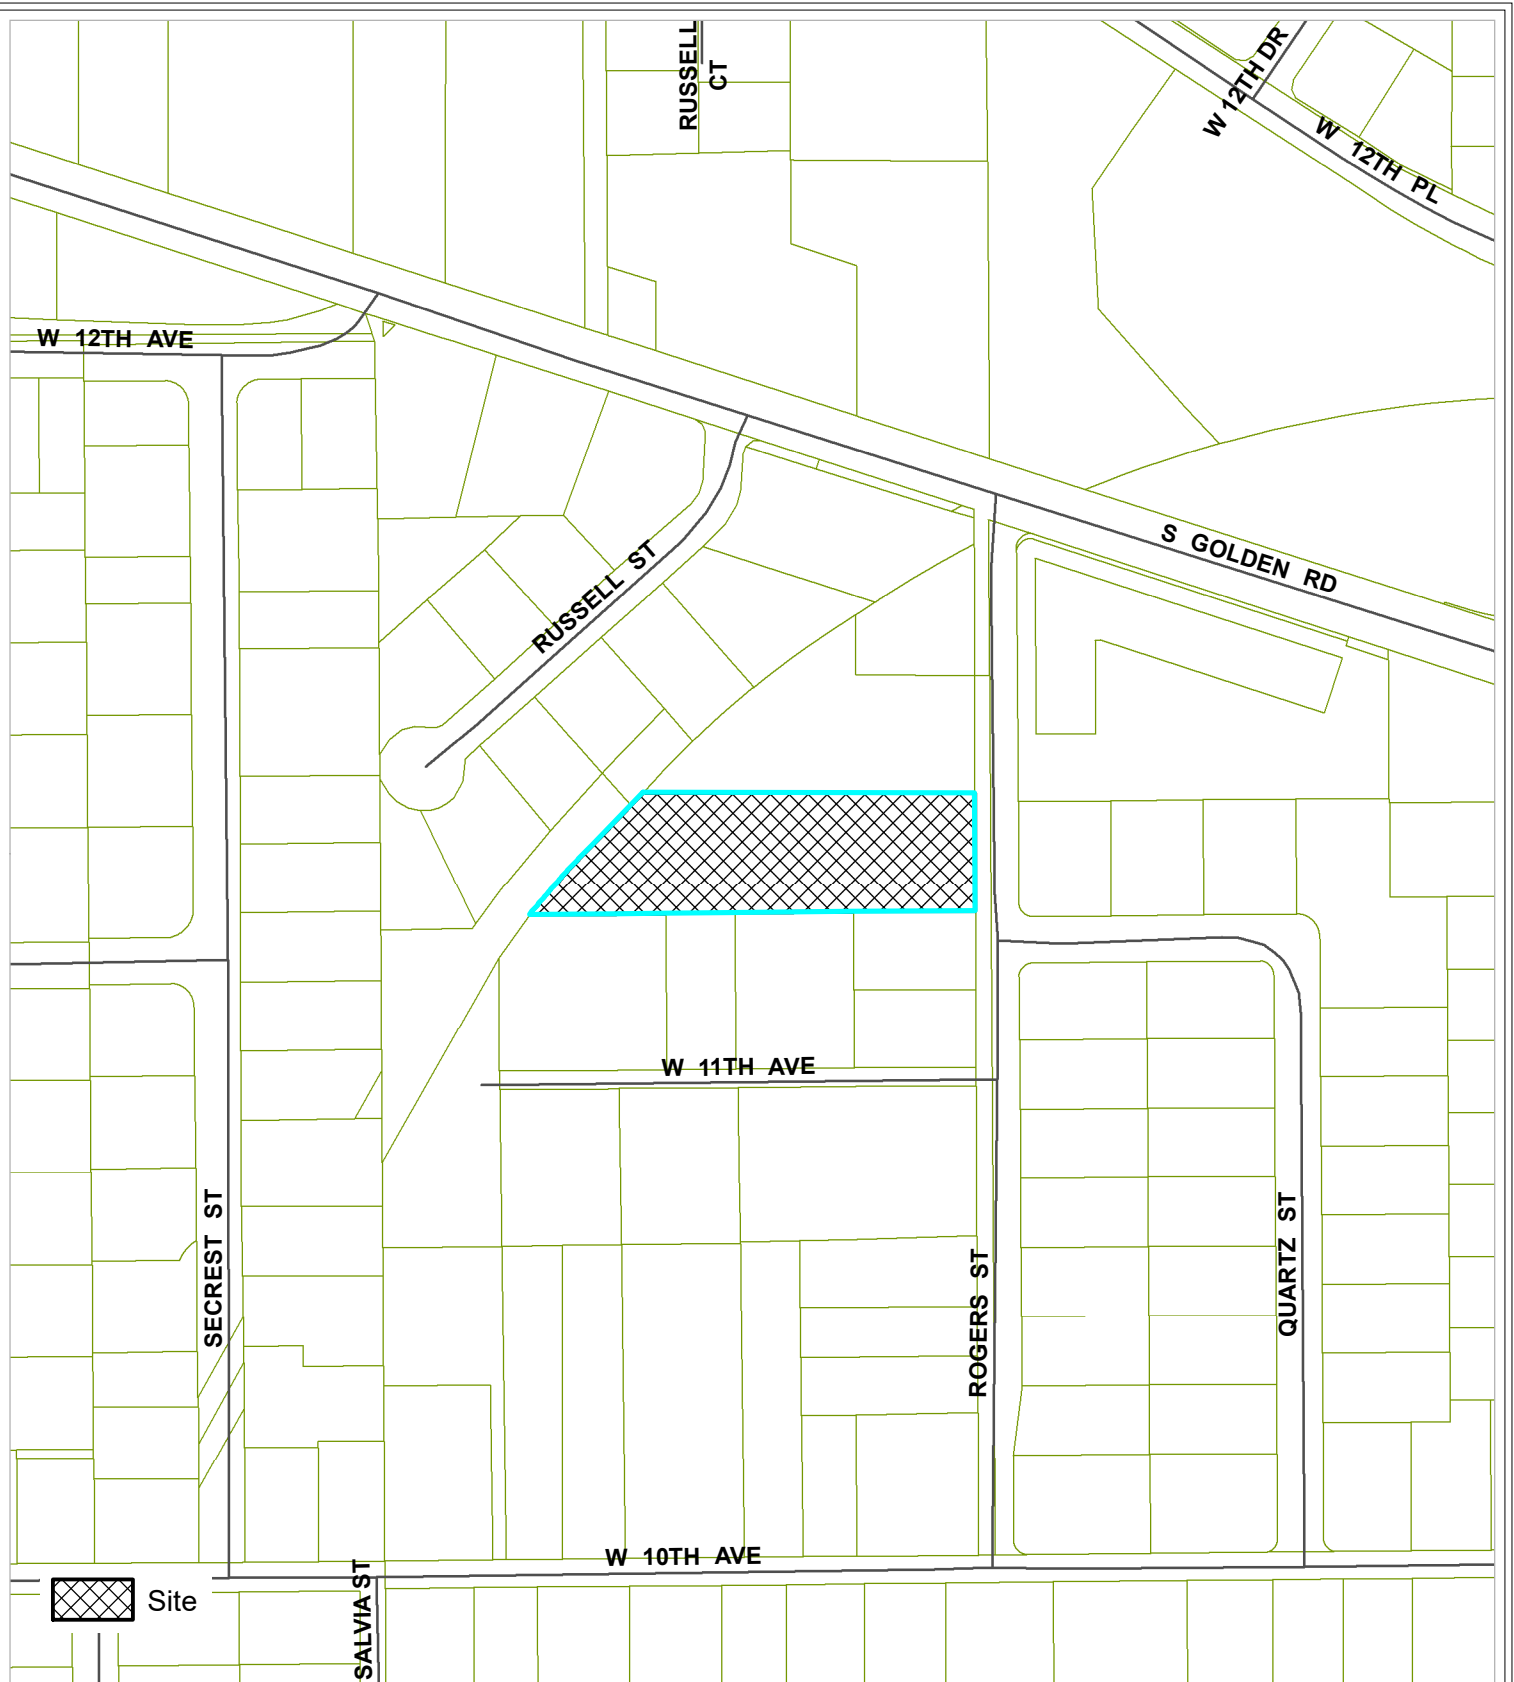 RUSSELL
CT
W 12TH DR
W 12TH PL
W 12TH AVE
S GOLDEN RD
RUSSELL ST
W 11TH AVE
SECREST ST
ROGERS ST
QUARTZ ST
W 10TH AVE
SALVIA ST
Site